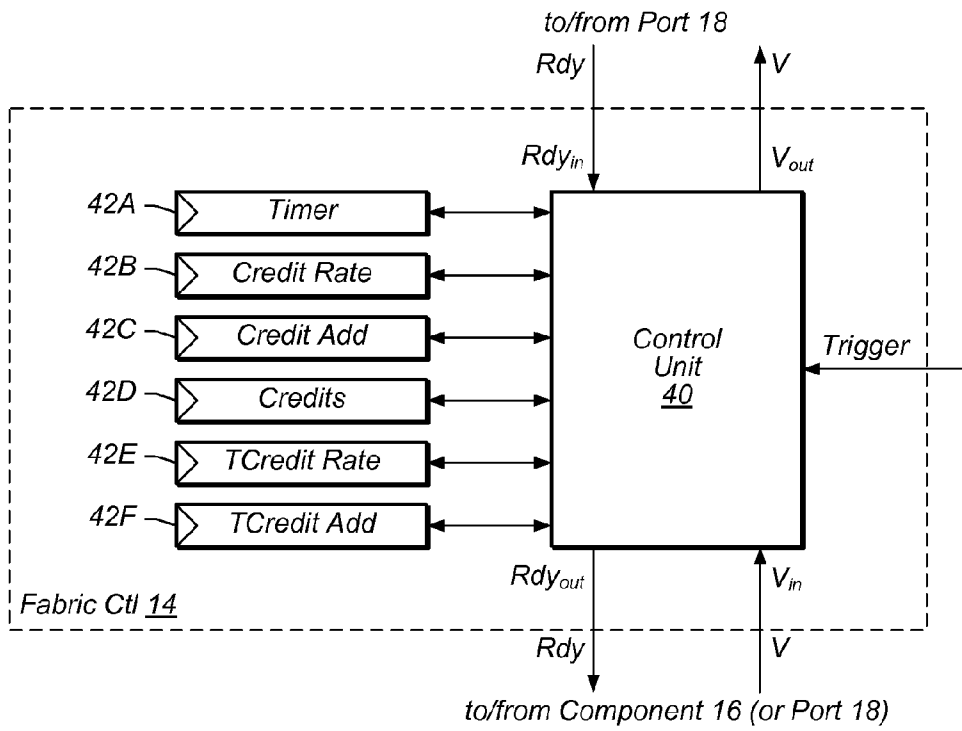 to/from Port 18
Rdy
V
Rdyin
Vout
42A
Timer
42B
Credit Rate
42C
Credit Add
Control
Unit
40
Trigger
42D
Credits
42E
TCredit Rate
42F
TCredit Add
Rdyout
Vin
Fabric Ctl 14
Rdy
V
to/from Component 16 (or Port 18)